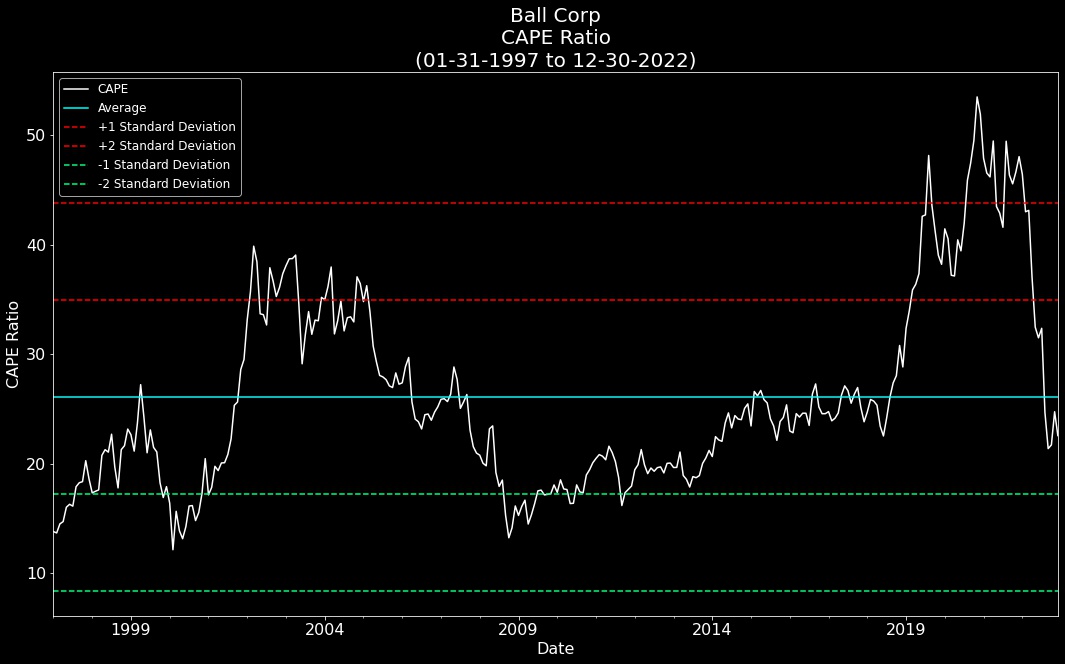 Ball Corp
CAPE Ratio
(01-31-1997 to 12-30-2022)
CAPE
Average
+1 Standard Deviation
+2 Standard Deviation
-1 Standard Deviation
-2 Standard Deviation
50
40
30
20
10
CAPE Ratio
1999 2004 2009 2014 2019
Date